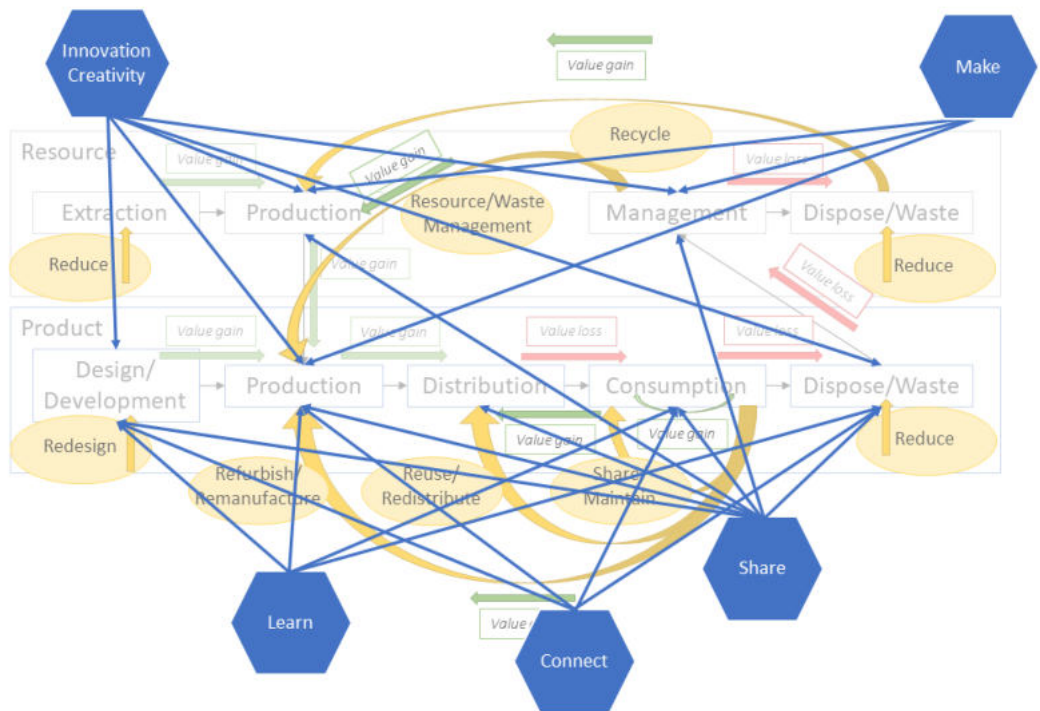 Innovation
Creativity
Value gain
Make
Recycle
Resource
Value gain
Value gain
Value loss
Extraction
Production
Resource/Waste
Management
Management
Dispose/Waste
Reduce
Value gain
Reduce
Value loss
Product
Value gain
Value gain
Value loss
Value loss
Design/
Development
Production
Distribution
Consumption
Dispose/Waste
Redesign
Value gain
Value gain
Reduce
Refurbish/
Remanufacture
Reuse/
Redistribute
Share/
Maintain
Share
Learn
Value gain
Connect